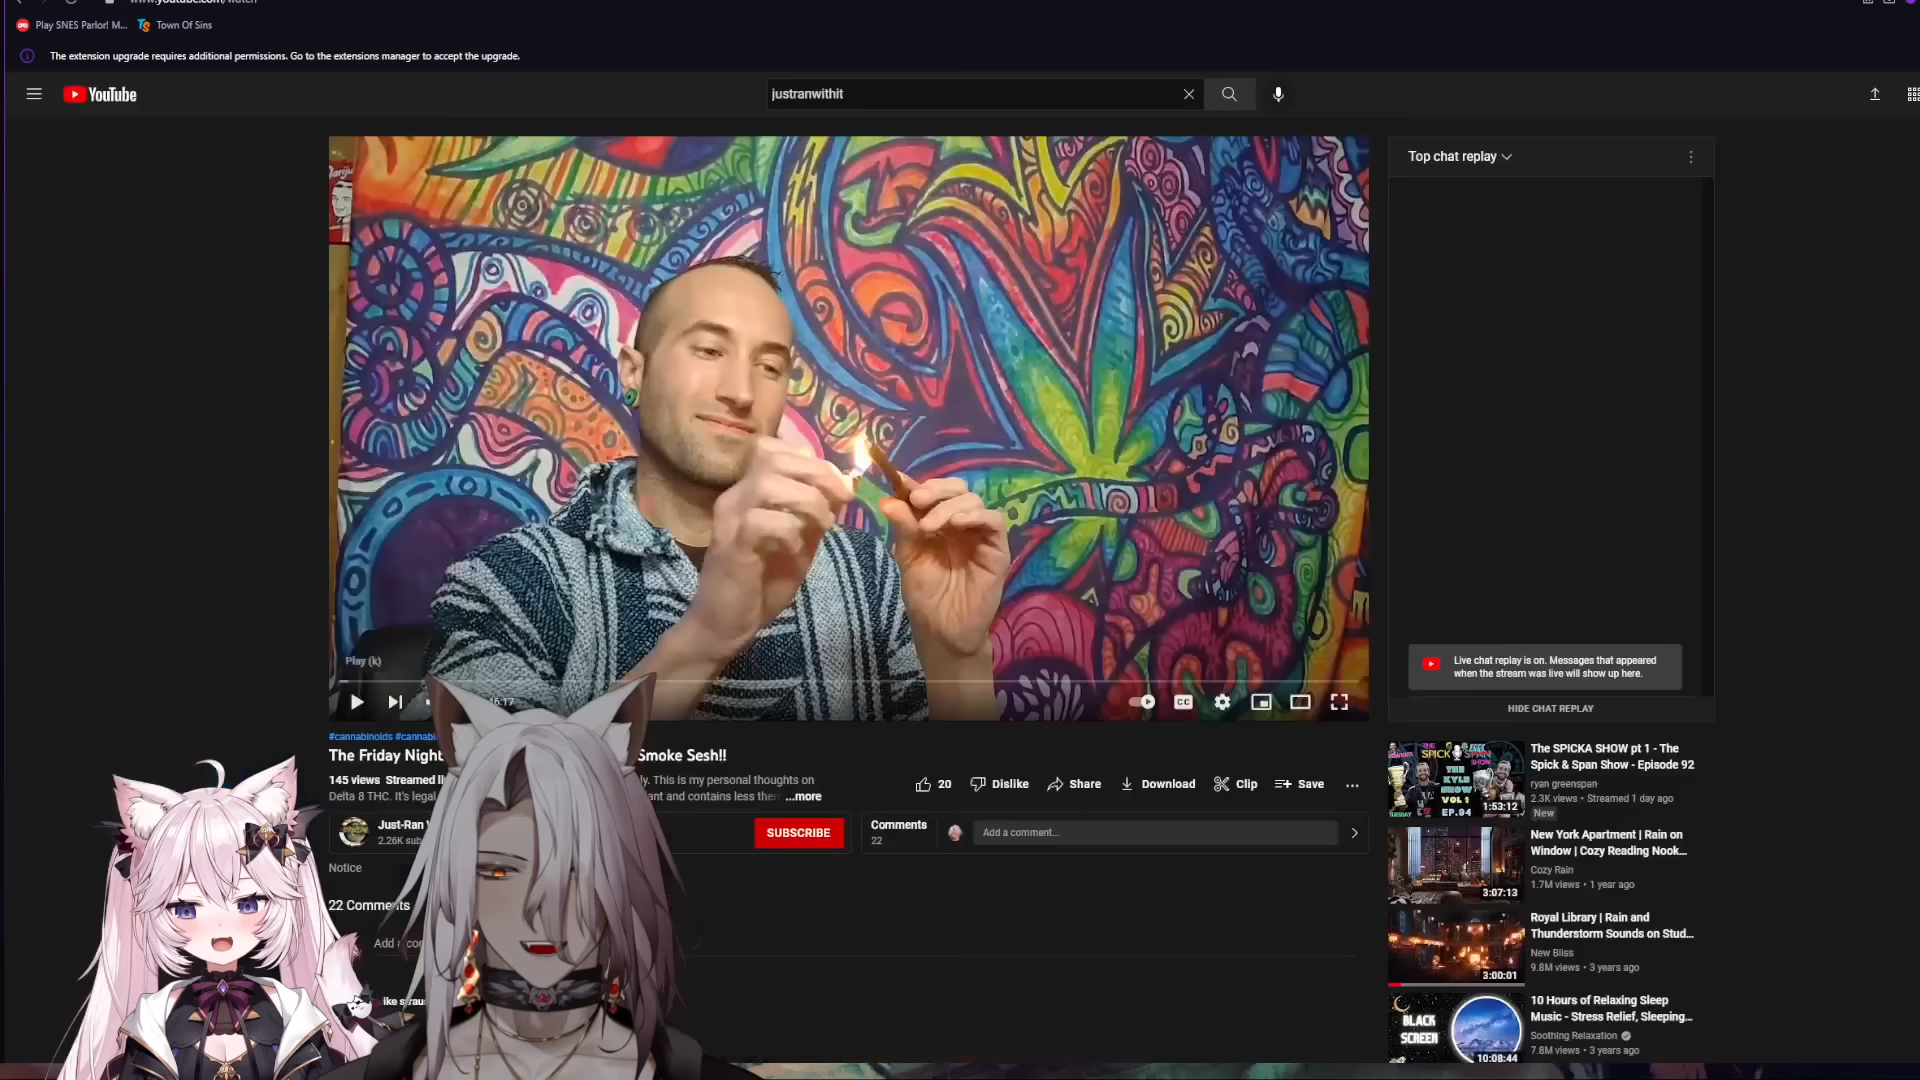 Play SNES Parlor! M... Town Of Sins
The extension upgrade requires additional permissions. Go to the extensions manager to accept the upgrade.
YouTube
justranwithit
Top chat replay
Play (k)
Live chat replay is on. Messages that appeared
when the stream was live will show up here.
HIDE CHAT REPLAY
CC
#cannabinoids
The Friday Night
Smoke Sesh!!
145 views Streamed
. This is my personal thoughts on
Delta 8 THC. It's legal
and contains less
...more
20 Dislike Share Download Clip Save
Just-Ran
2.26K
SUBSCRIBE
Comments
22
Add a comment...
Notice
22 Comments
The SPICKA SHOW pt 1 - The
Spick & Span Show - Episode 92
ryan greenspan
2.3K views • Streamed 1 day ago
New
1:53:12
New York Apartment | Rain on
Window | Cozy Reading Nook...
Cozy Rain
1.7M views • 1 year ago
3:07:13
Royal Library | Rain and
Thunderstorm Sounds on Stud...
New Bliss
9.8M views • 3 years ago
3:00:01
10 Hours of Relaxing Sleep
Music - Stress Relief, Sleeping...
Soothing Relaxation
7.8M views • 3 years ago
BLACK
SCREEN
10:08:44